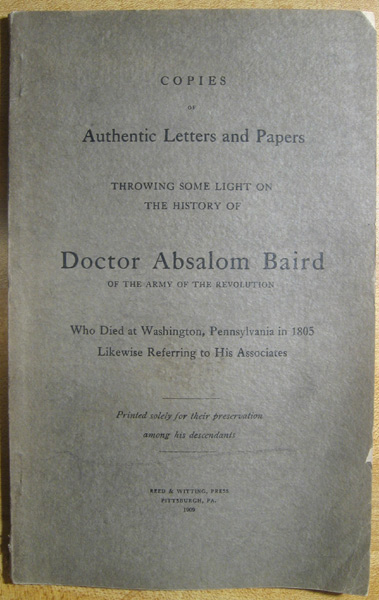 COPIES
OF
Authentic Letters and Papers
THROWING SOME LIGHT ON
THE HISTORY OF
Doctor Absalom Baird
OF THE ARMY OF THE REVOLUTION
Who Died at Washington, Pennsylvania in 1805
Likewise Referring to His Associates
Printed solely for their preservation
among his descendants
REED & WITTING, PRESS
PITTSBURGH, PA.
1909